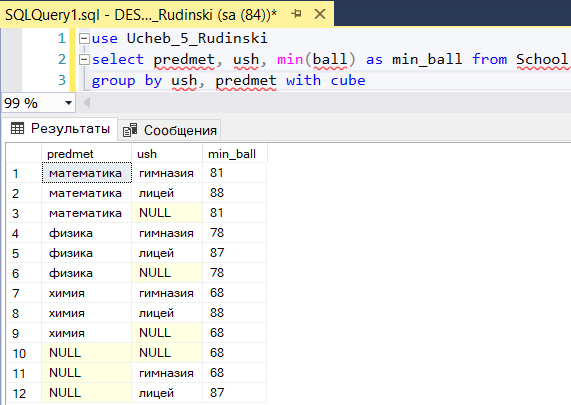 SQLQuery1.sql - DES..._Rudinski (sa (84))*
1 use Ucheb_5_Rudinski
2 select predmet, ush, min(ball) as min_ball from School
3 group by ush, predmet with cube
99 %
Результаты Сообщения
predmet ush min_ball
1 математика гимназия 81
2 математика лицей 88
3 математика NULL 81
4 физика гимназия 78
5 физика лицей 87
6 физика NULL 78
7 химия гимназия 68
8 химия лицей 88
9 химия NULL 68
10 NULL NULL 68
11 NULL гимназия 68
12 NULL лицей 87